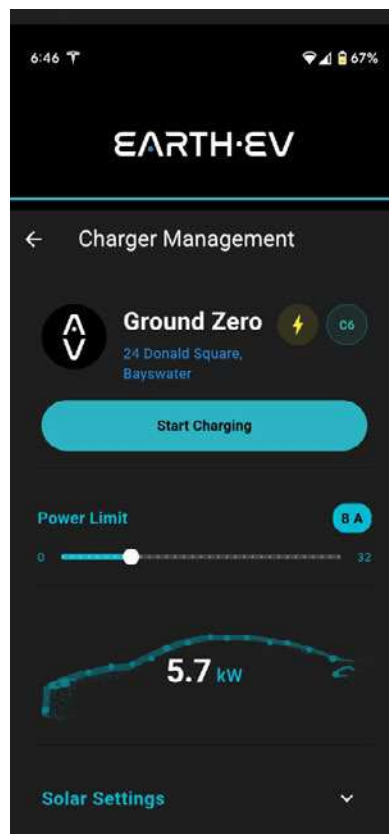 6:46 67%
EARTH·EV
Charger Management
Ground Zero C6
24 Donald Square,
Bayswater
Start Charging
Power Limit 8 A
0 32
5.7 kW
Solar Settings